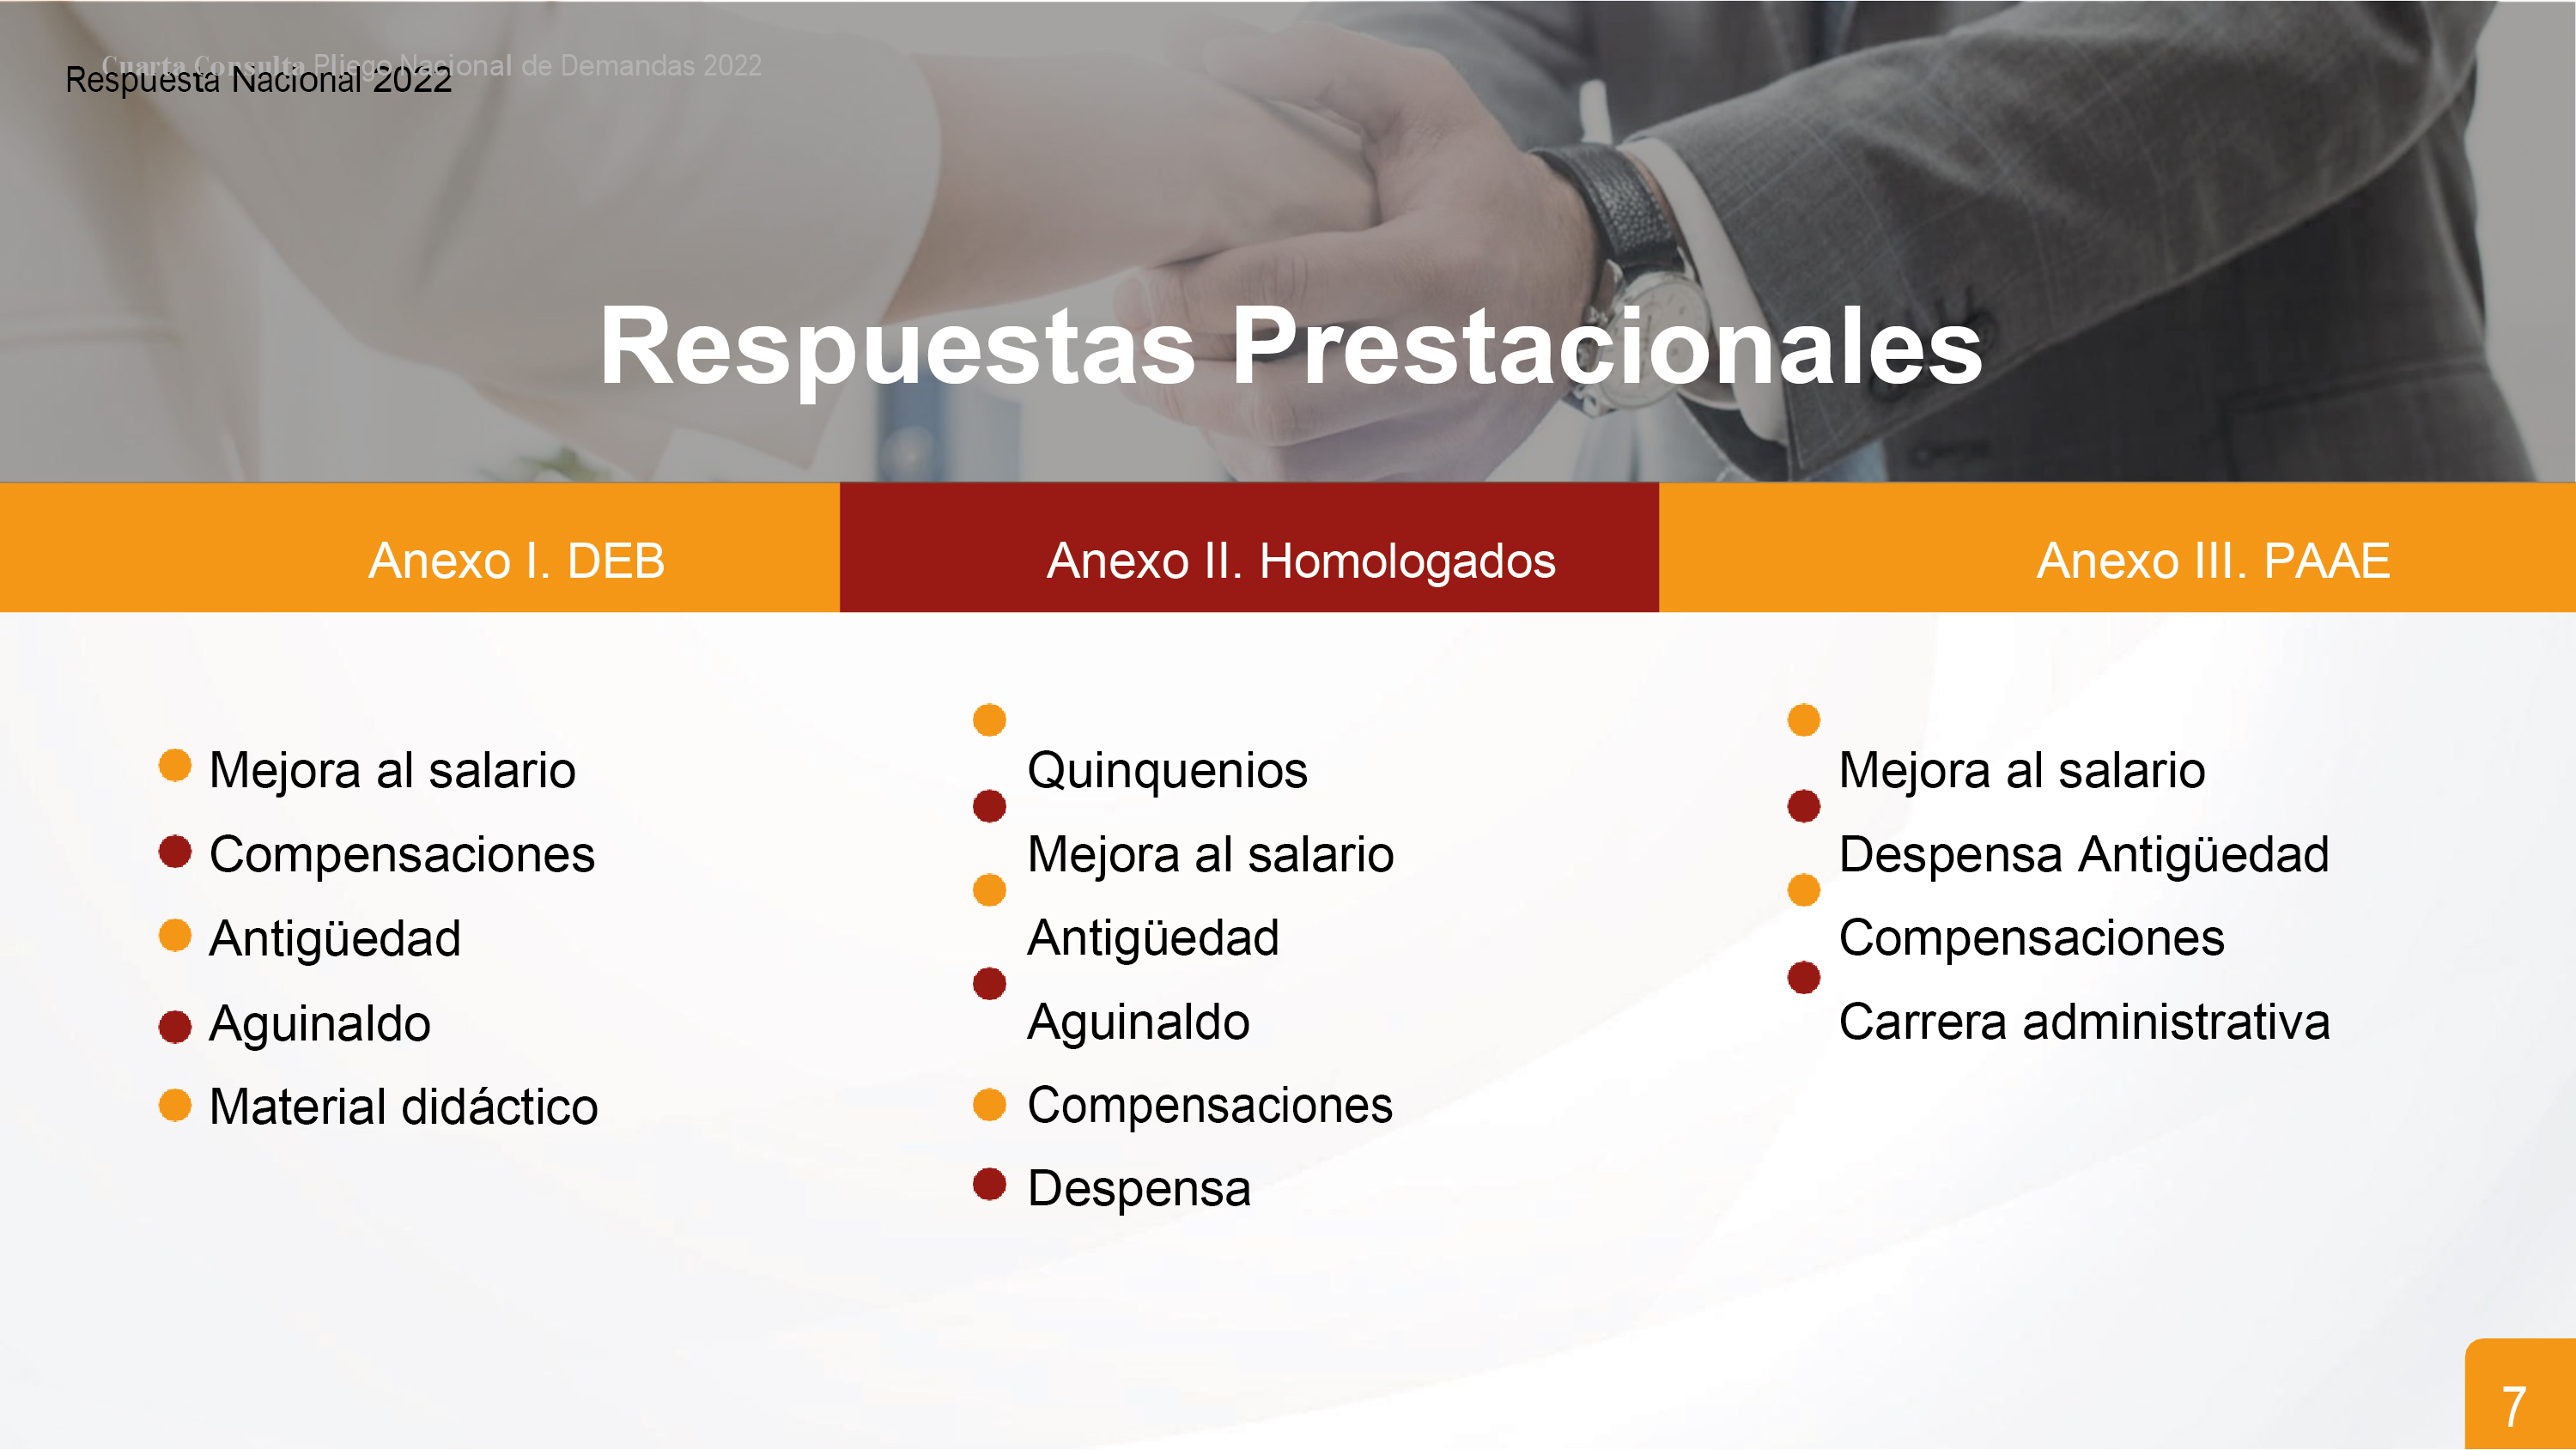 Cuarta Consulta Pliego Nacional de Demandas 2022
Respuesta Nacional 2022
Respuestas Prestacionales
Anexo I. DEB
Anexo II. Homologados
Anexo III. PAAE
Mejora al salario
Compensaciones
Antigüedad
Aguinaldo
Material didáctico
Quinquenios
Mejora al salario
Antigüedad
Aguinaldo
Compensaciones
Despensa
Mejora al salario
Despensa Antigüedad
Compensaciones
Carrera administrativa
7